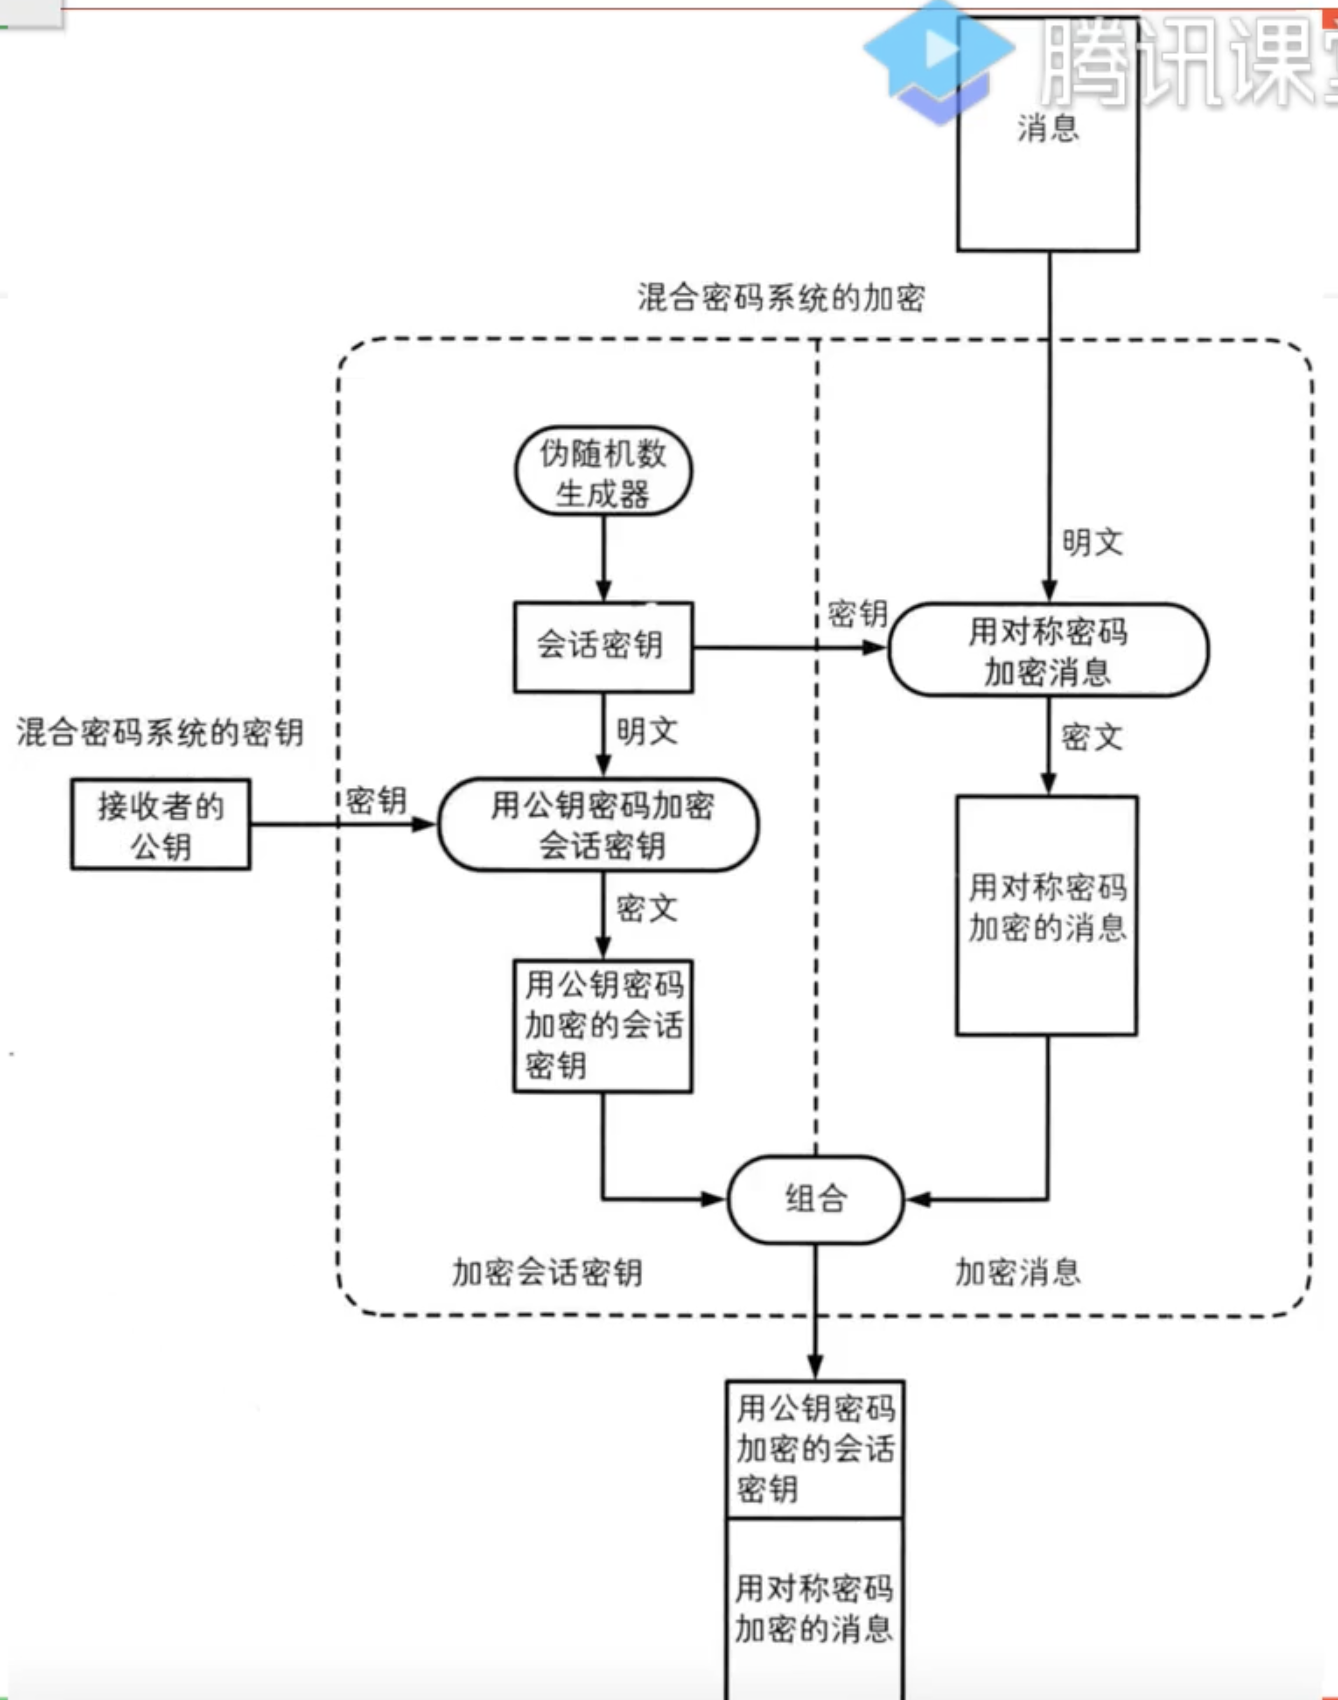 腾讯课
消息
混合密码系统的加密
伪随机数
生成器
明文
密钥
会话密钥
用对称密码
加密消息
混合密码系统的密钥
明文
密文
接收者的
公钥
密钥
用公钥密码加密
会话密钥
用对称密码
加密的消息
密文
用公钥密码
加密的会话
密钥
组合
加密会话密钥
加密消息
用公钥密码
加密的会话
密钥
用对称密码
加密的消息